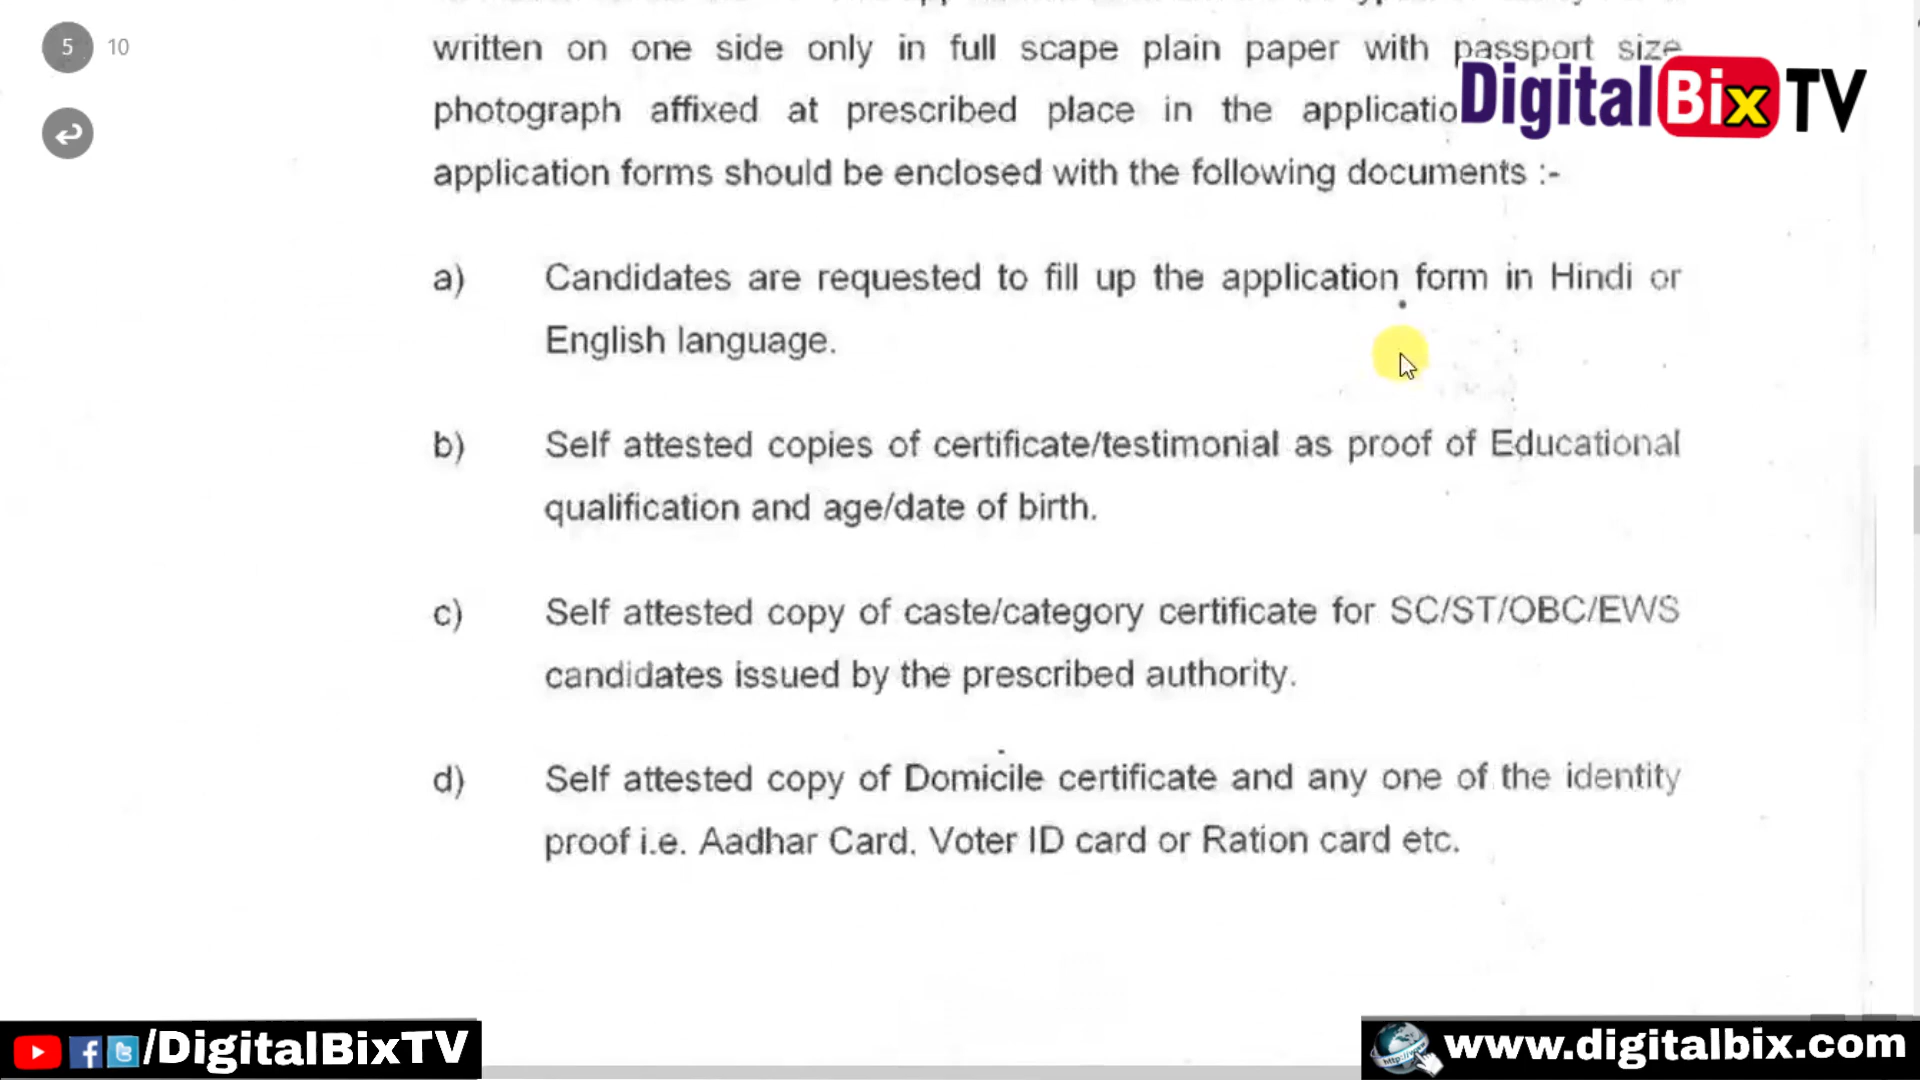 5 10
written on one side only in full scape plain paper with passport size
photograph affixed at prescribed place in the
application forms should be enclosed with the following documents :-
a) Candidates are requested to fill up the application form in Hindi or
English language.
b) Self attested copies of certificate/testimonial as proof of Educational
qualification and age/date of birth.
c) Self attested copy of caste/category certificate for SC/ST/OBC/EWS
candidates issued by the prescribed authority.
d) Self attested copy of Domicile certificate and any one of the identity
proof i.e. Aadhar Card. Voter ID card or Ration card etc.
DigitalBixTV
/DigitalBixTV
www.digitalbix.com